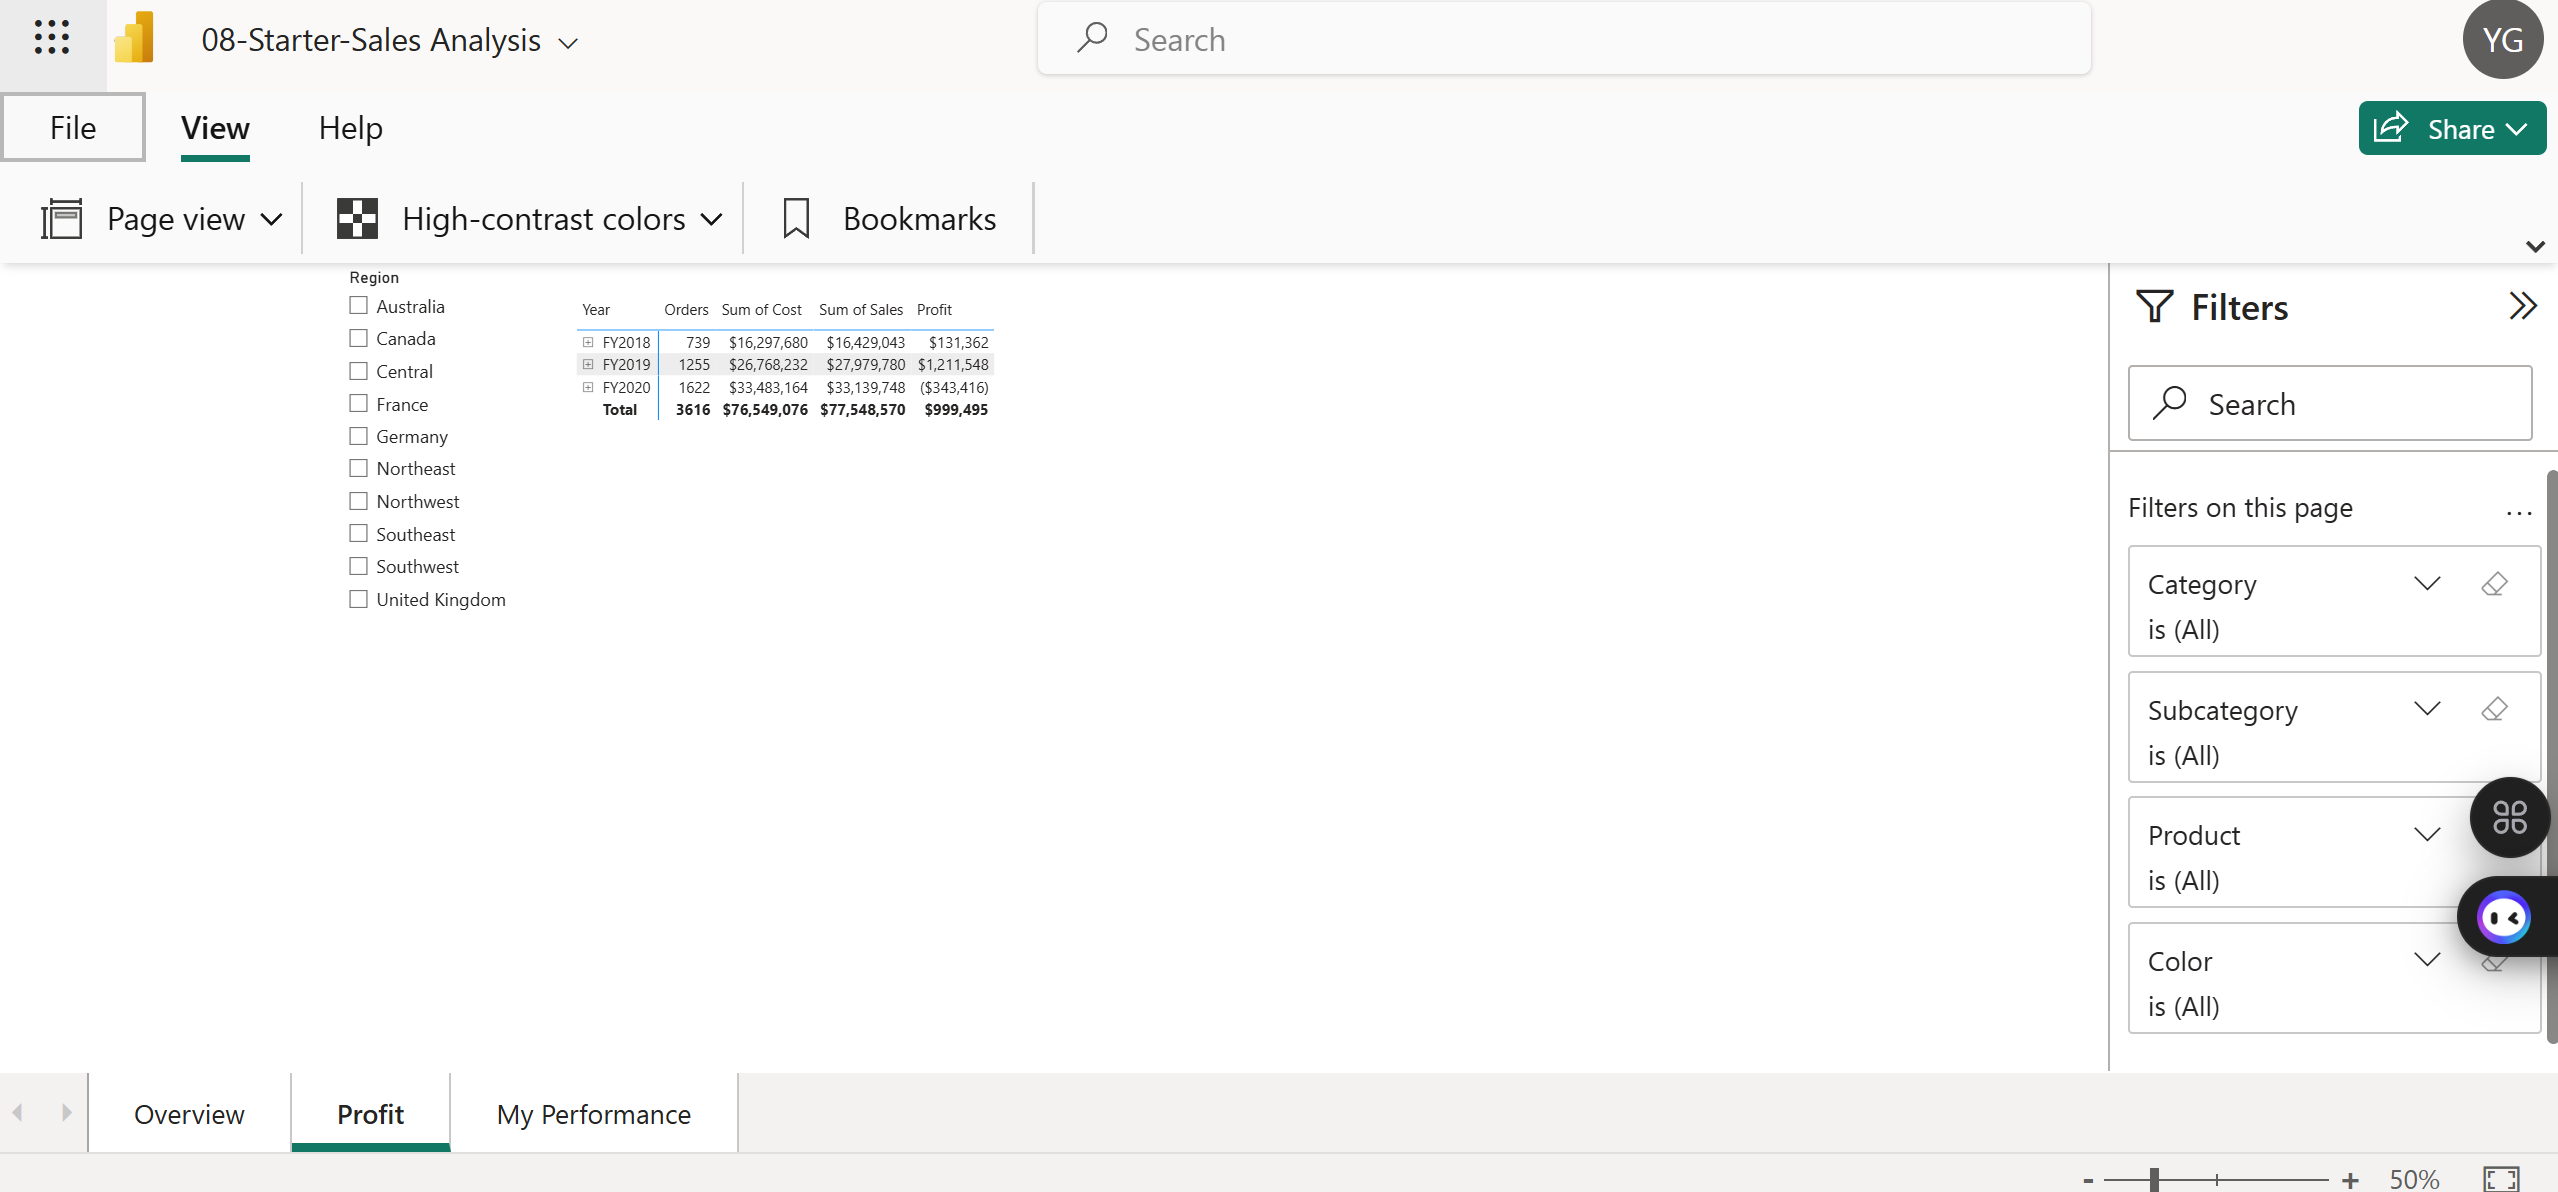 08-Starter-Sales Analysis
Search
YG
File View Help
Share
Page view High-contrast colors Bookmarks
Region
Australia
Canada
Central
France
Germany
Northeast
Northwest
Southeast
Southwest
United Kingdom
Year Orders Sum of Cost Sum of Sales Profit
FY2018 739 $16,297,680 $16,429,043 $131,362
FY2019 1255 $26,768,232 $27,979,780 $1,211,548
FY2020 1622 $33,483,164 $33,139,748 ($343,416)
Total 3616 $76,549,076 $77,548,570 $999,495
Filters
Search
Filters on this page ...
Category
is (All)
Subcategory
is (All)
Product
is (All)
Color
is (All)
Overview Profit My Performance
- + 50%